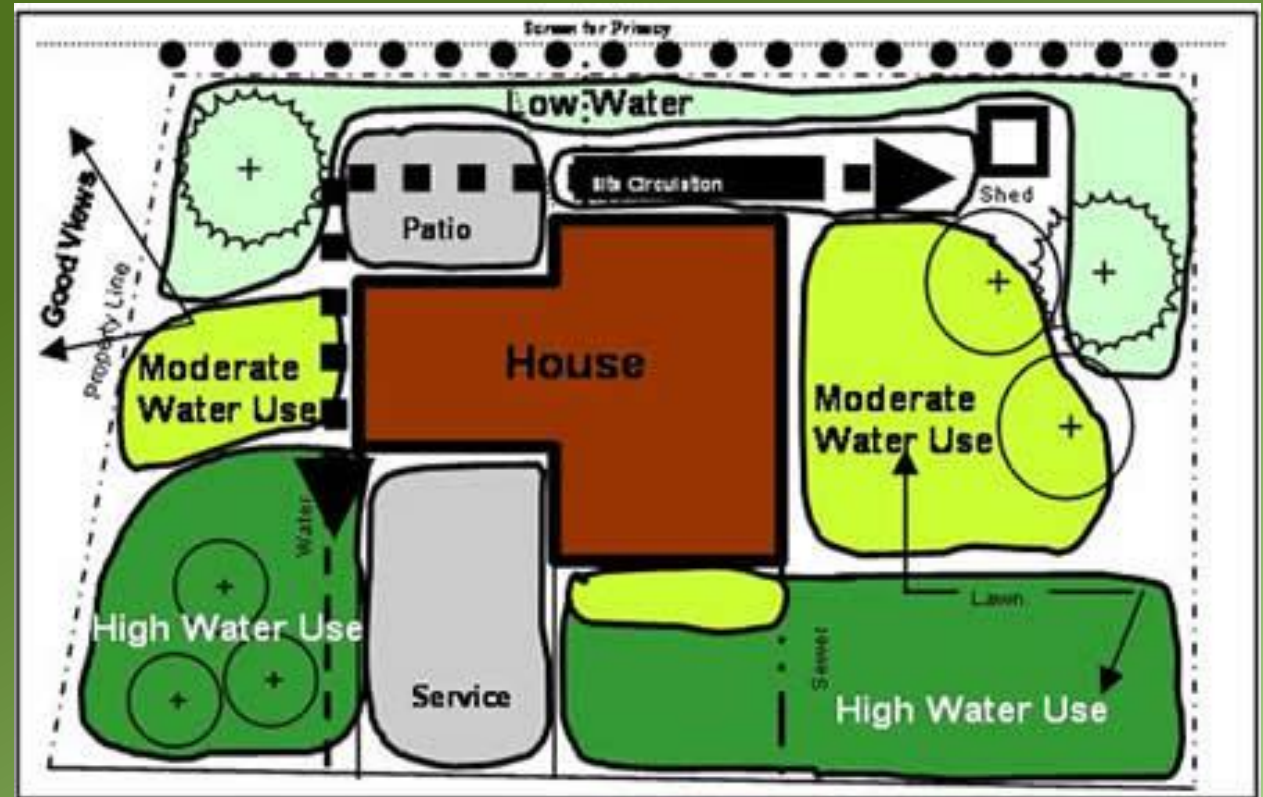 Screen for Privacy
Low Water
Site Circulation
Shed
Patio
Good Views
Property Line
House
Moderate
Water Use
Moderate
Water Use
Water
High Water Use
Lawn
Sewer
Service
High Water Use